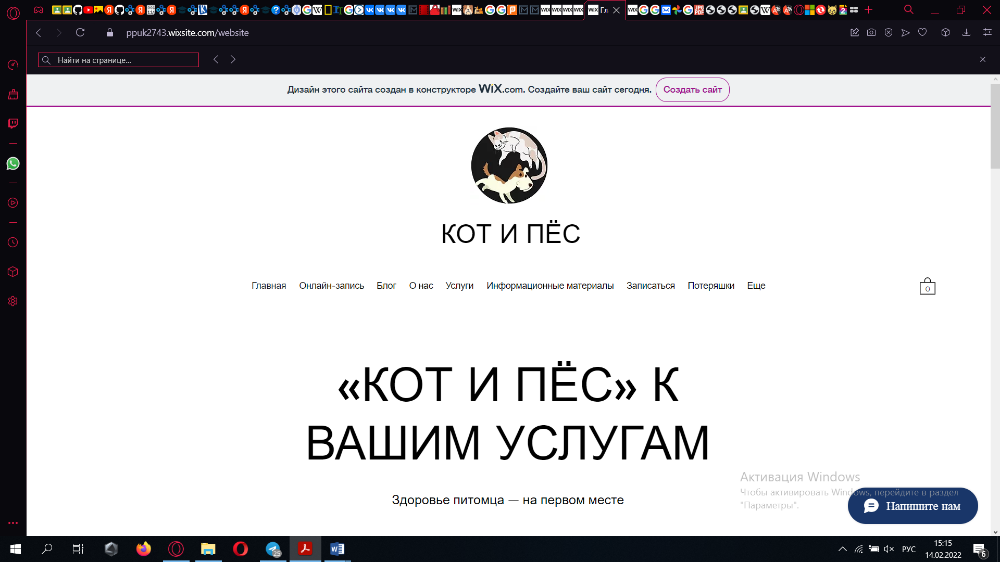 Гл
ppuk2743.wixsite.com/website
Найти на странице...
Дизайн этого сайта создан в конструкторе WiX.com. Создайте ваш сайт сегодня. Создать сайт
КОТ И ПЁС
Главная Онлайн-запись Блог О нас Услуги Информационные материалы Записаться Потеряшки Еще
0
«КОТ И ПЁС» К
ВАШИМ УСЛУГАМ
Здоровье питомца — на первом месте
Активация Windows
Чтобы активировать Windows, перейдите в раздел
"Параметры".
Напишите нам
25
РУС
15:15
14.02.2022
6